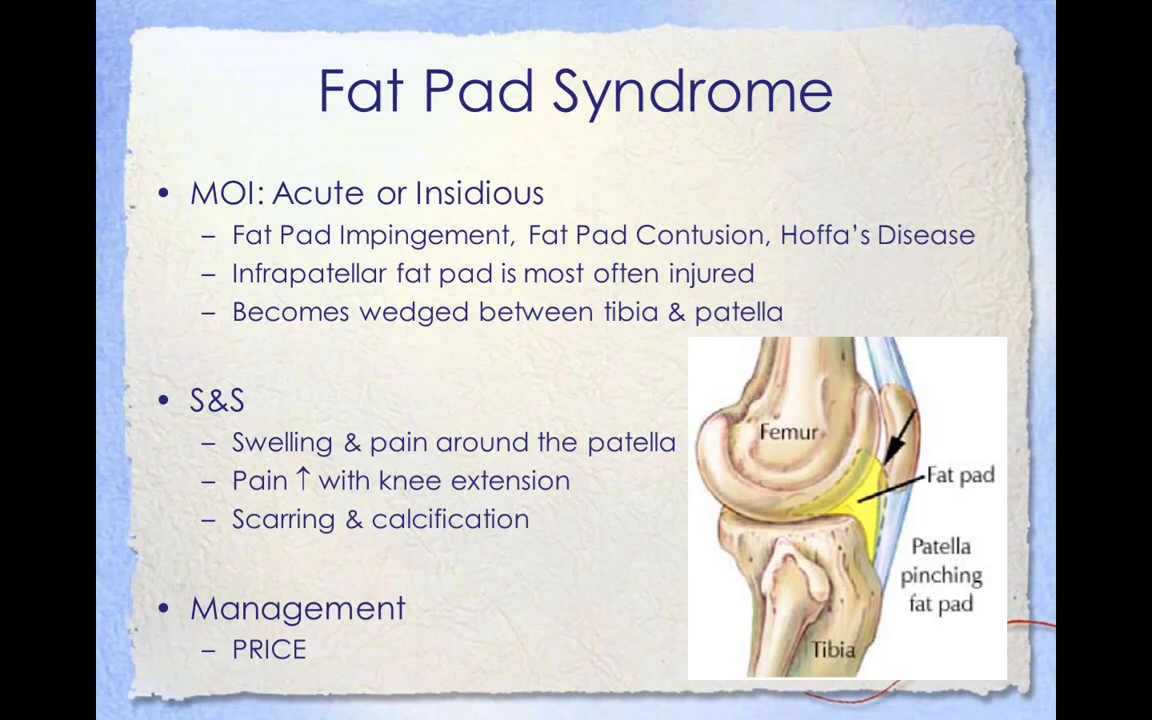 Fat Pad Syndrome
• MOI: Acute or Insidious
– Fat Pad Impingement, Fat Pad Contusion, Hoffa's Disease
– Infrapatellar fat pad is most often injured
– Becomes wedged between tibia & patella
• S&S
– Swelling & pain around the patella
– Pain ↑ with knee extension
– Scarring & calcification
• Management
– PRICE
Femur
Fat pad
Patella
pinching
fat pad
Tibia